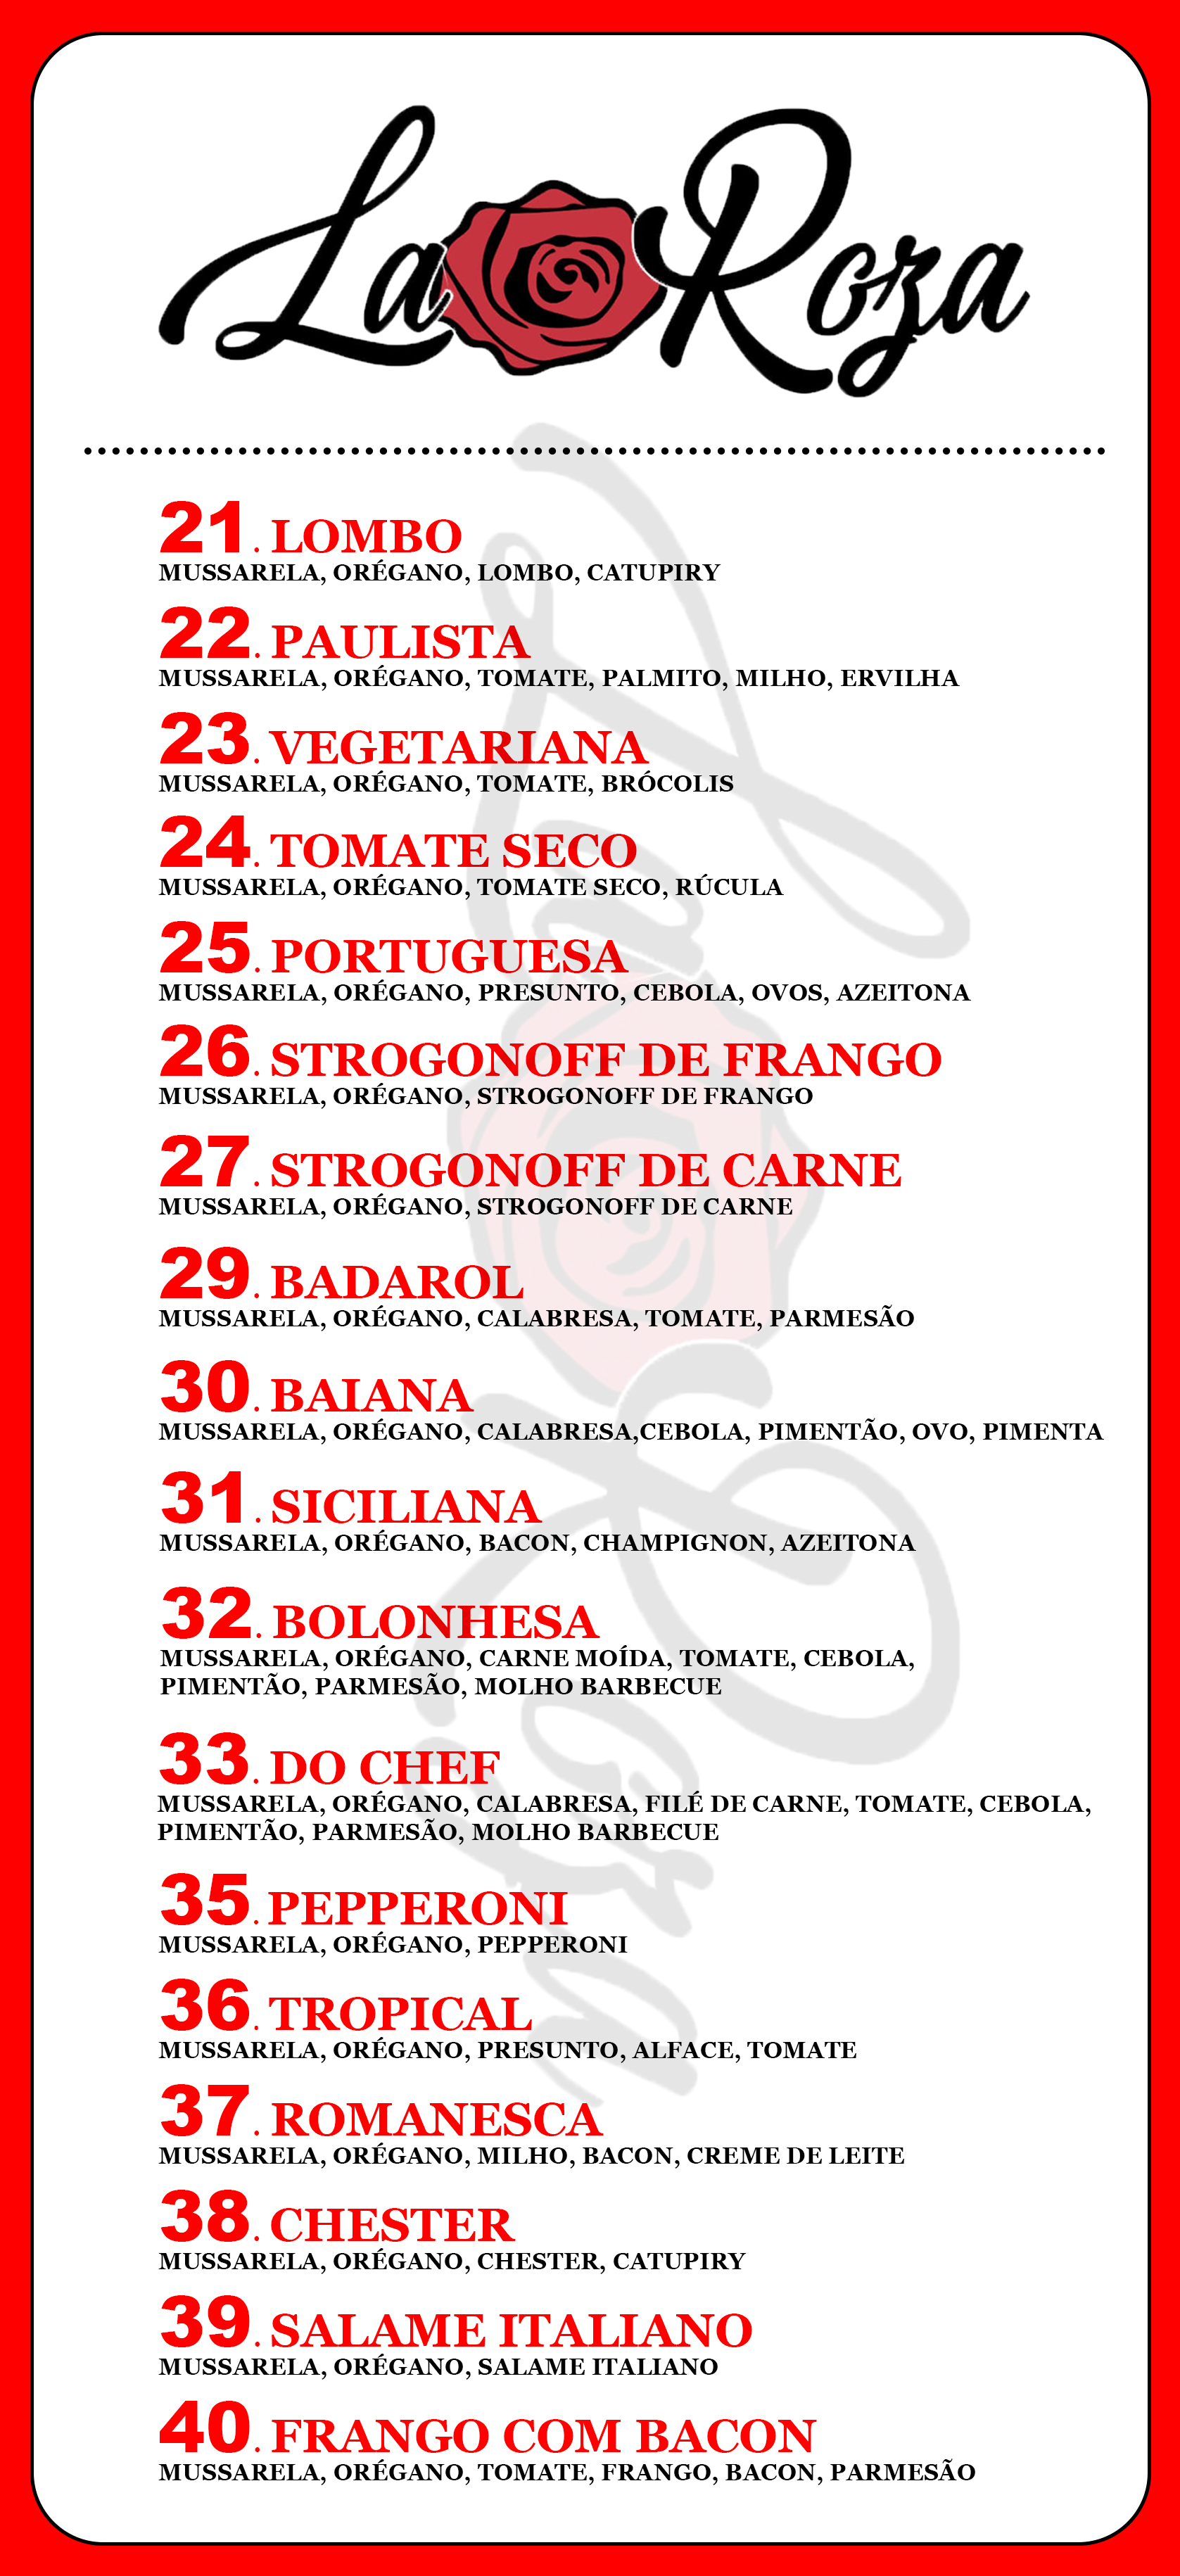 La Roza
21. LOMBO
MUSSARELA, ORÉGANO, LOMBO, CATUPIRY
22. PAULISTA
MUSSARELA, ORÉGANO, TOMATE, PALMITO, MILHO, ERVILHA
23. VEGETARIANA
MUSSARELA, ORÉGANO, TOMATE, BRÓCOLIS
24. TOMATE SECO
MUSSARELA, ORÉGANO, TOMATE SECO, RÚCULA
25. PORTUGUESA
MUSSARELA, ORÉGANO, PRESUNTO, CEBOLA, OVOS, AZEITONA
26. STROGONOFF DE FRANGO
MUSSARELA, ORÉGANO, STROGONOFF DE FRANGO
27. STROGONOFF DE CARNE
MUSSARELA, ORÉGANO, STROGONOFF DE CARNE
29. BADAROL
MUSSARELA, ORÉGANO, CALABRESA, TOMATE, PARMESÃO
30. BAIANA
MUSSARELA, ORÉGANO, CALABRESA,CEBOLA, PIMENTÃO, OVO, PIMENTA
31. SICILIANA
MUSSARELA, ORÉGANO, BACON, CHAMPIGNON, AZEITONA
32. BOLONHESA
MUSSARELA, ORÉGANO, CARNE MOÍDA, TOMATE, CEBOLA,
PIMENTÃO, PARMESÃO, MOLHO BARBECUE
33. DO CHEF
MUSSARELA, ORÉGANO, CALABRESA, FILÉ DE CARNE, TOMATE, CEBOLA,
PIMENTÃO, PARMESÃO, MOLHO BARBECUE
35. PEPPERONI
MUSSARELA, ORÉGANO, PEPPERONI
36. TROPICAL
MUSSARELA, ORÉGANO, PRESUNTO, ALFACE, TOMATE
37. ROMANESCA
MUSSARELA, ORÉGANO, MILHO, BACON, CREME DE LEITE
38. CHESTER
MUSSARELA, ORÉGANO, CHESTER, CATUPIRY
39. SALAME ITALIANO
MUSSARELA, ORÉGANO, SALAME ITALIANO
40. FRANGO COM BACON
MUSSARELA, ORÉGANO, TOMATE, FRANGO, BACON, PARMESÃO
La Roza